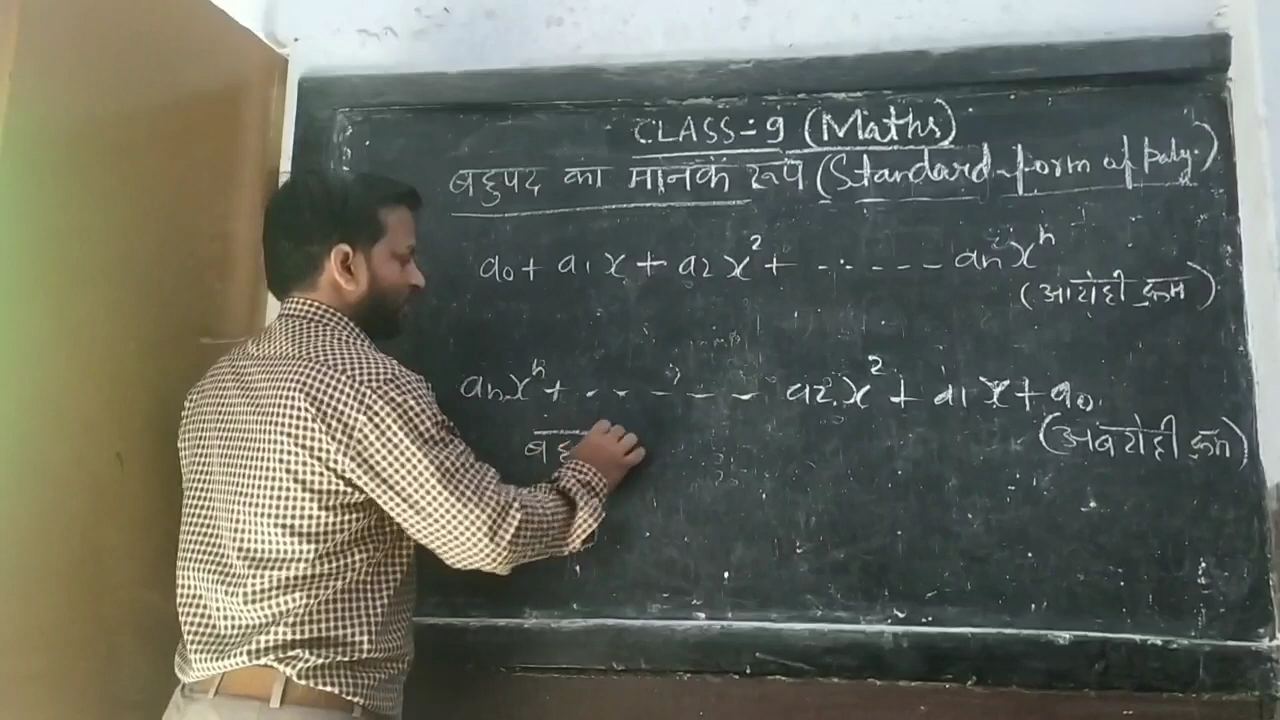 CLASS-9 (Maths)
बहुपद का मानक रूप (Standard form of Poly.)
a₀ + a₁x + a₂x² + ------ aₙxⁿ
(आरोही क्रम)
aₙxⁿ + ------ a₂x² + a₁x + a₀
(अवरोही क्रम)
बह